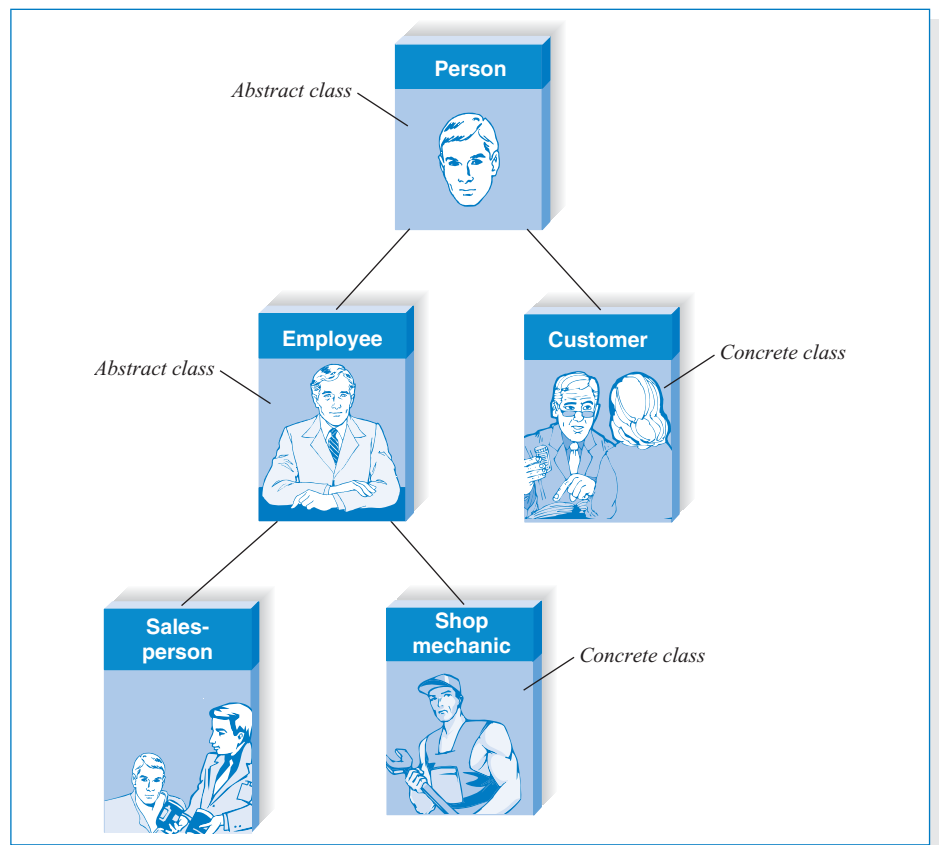 Person
Abstract class
Employee
Customer
Concrete class
Abstract class
Sales-
person
Shop
mechanic
Concrete class